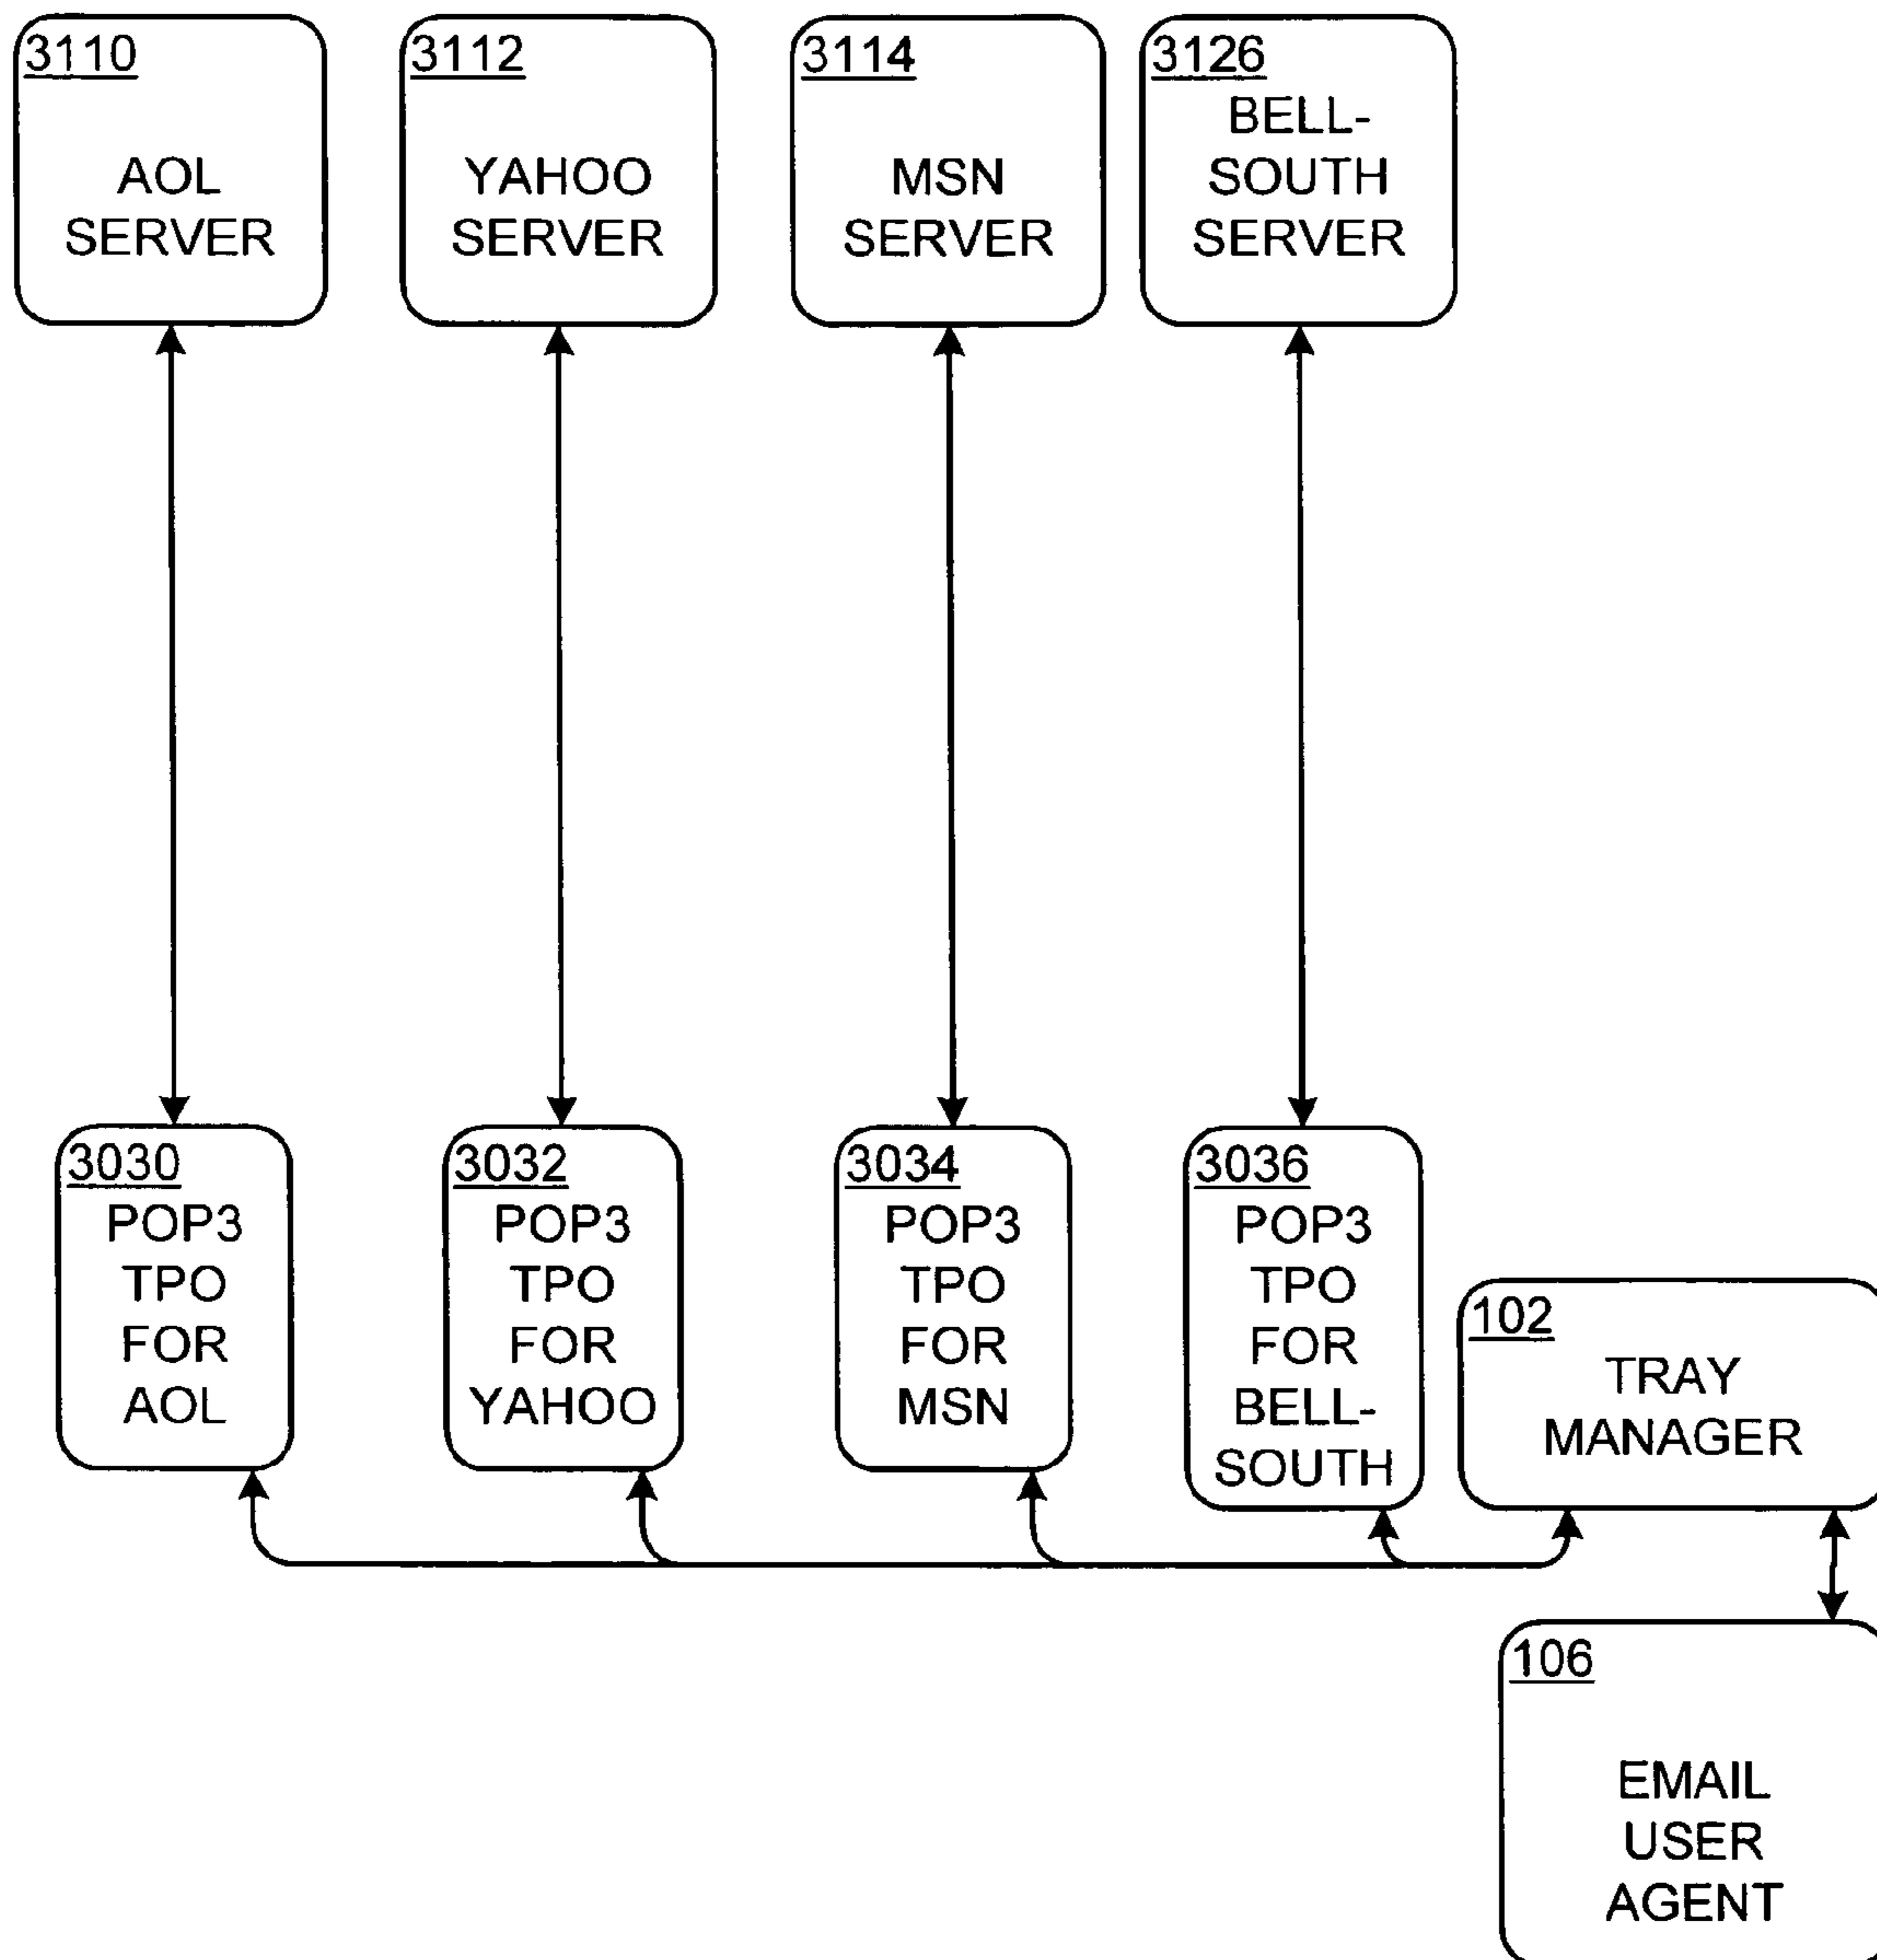 3110
AOL
SERVER
3112
YAHOO
SERVER
3114
MSN
SERVER
3126
BELL-
SOUTH
SERVER
3030
POP3
TPO
FOR
AOL
3032
POP3
TPO
FOR
YAHOO
3034
POP3
TPO
FOR
MSN
3036
POP3
TPO
FOR
BELL-
SOUTH
102
TRAY
MANAGER
106
EMAIL
USER
AGENT